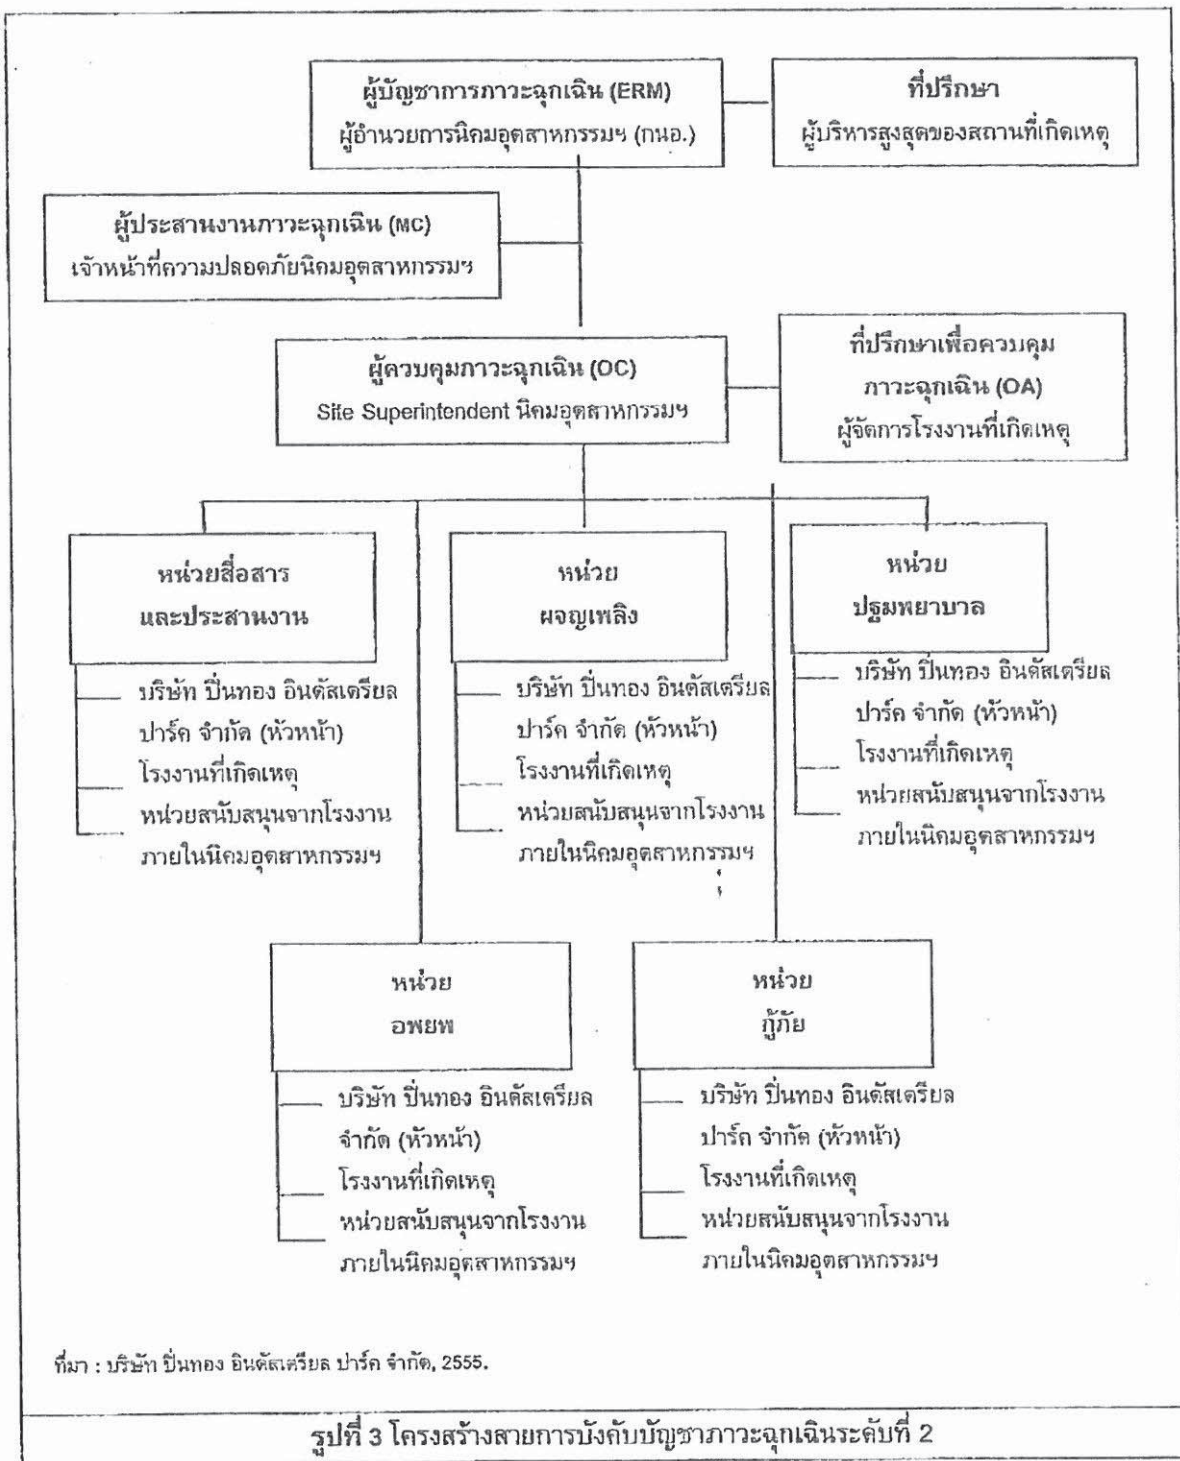 ผู้บัญชาการภาวะฉุกเฉิน (ERM)
ผู้อำนวยการนิคมอุตสาหกรรมฯ (กนอ.)
ที่ปรึกษา
ผู้บริหารสูงสุดของสถานที่เกิดเหตุ
ผู้ประสานงานภาวะฉุกเฉิน (MC)
เจ้าหน้าที่ความปลอดภัยนิคมอุตสาหกรรมฯ
ผู้ควบคุมภาวะฉุกเฉิน (OC)
Site Superintendent นิคมอุตสาหกรรมฯ
ที่ปรึกษาเพื่อควบคุม
ภาวะฉุกเฉิน (OA)
ผู้จัดการโรงงานที่เกิดเหตุ
หน่วยสื่อสาร
และประสานงาน
บริษัท ปิ่นทอง อินดัสเตรียล
ปาร์ค จำกัด (หัวหน้า)
โรงงานที่เกิดเหตุ
หน่วยสนับสนุนจากโรงงาน
ภายในนิคมอุตสาหกรรมฯ
หน่วย
ผจญเพลิง
บริษัท ปิ่นทอง อินดัสเตรียล
ปาร์ค จำกัด (หัวหน้า)
โรงงานที่เกิดเหตุ
หน่วยสนับสนุนจากโรงงาน
ภายในนิคมอุตสาหกรรมฯ
หน่วย
ปฐมพยาบาล
บริษัท ปิ่นทอง อินดัสเตรียล
ปาร์ค จำกัด (หัวหน้า)
โรงงานที่เกิดเหตุ
หน่วยสนับสนุนจากโรงงาน
ภายในนิคมอุตสาหกรรมฯ
หน่วย
อพยพ
บริษัท ปิ่นทอง อินดัสเตรียล
จำกัด (หัวหน้า)
โรงงานที่เกิดเหตุ
หน่วยสนับสนุนจากโรงงาน
ภายในนิคมอุตสาหกรรมฯ
หน่วย
กู้ภัย
บริษัท ปิ่นทอง อินดัสเตรียล
ปาร์ค จำกัด (หัวหน้า)
โรงงานที่เกิดเหตุ
หน่วยสนับสนุนจากโรงงาน
ภายในนิคมอุตสาหกรรมฯ
ที่มา : บริษัท ปิ่นทอง อินดัสเตรียล ปาร์ค จำกัด, 2555.
รูปที่ 3 โครงสร้างสายการบังคับบัญชาภาวะฉุกเฉินระดับที่ 2